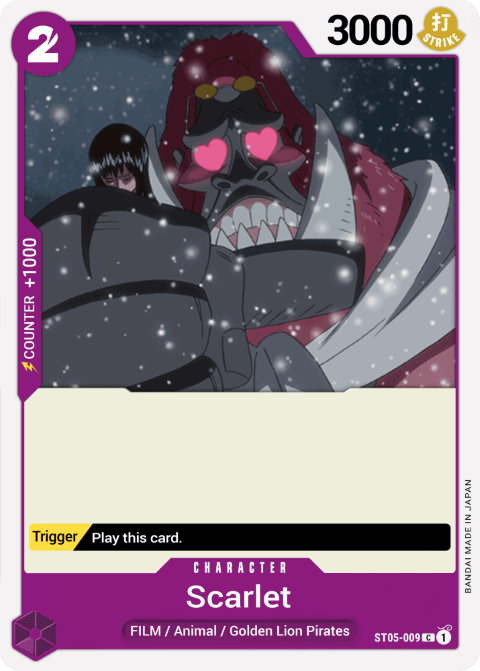 2
3000
打
STRIKE
COUNTER +1000
Trigger Play this card.
CHARACTER
Scarlet
FILM / Animal / Golden Lion Pirates
ST05-009 C 1
BANDAI MADE IN JAPAN